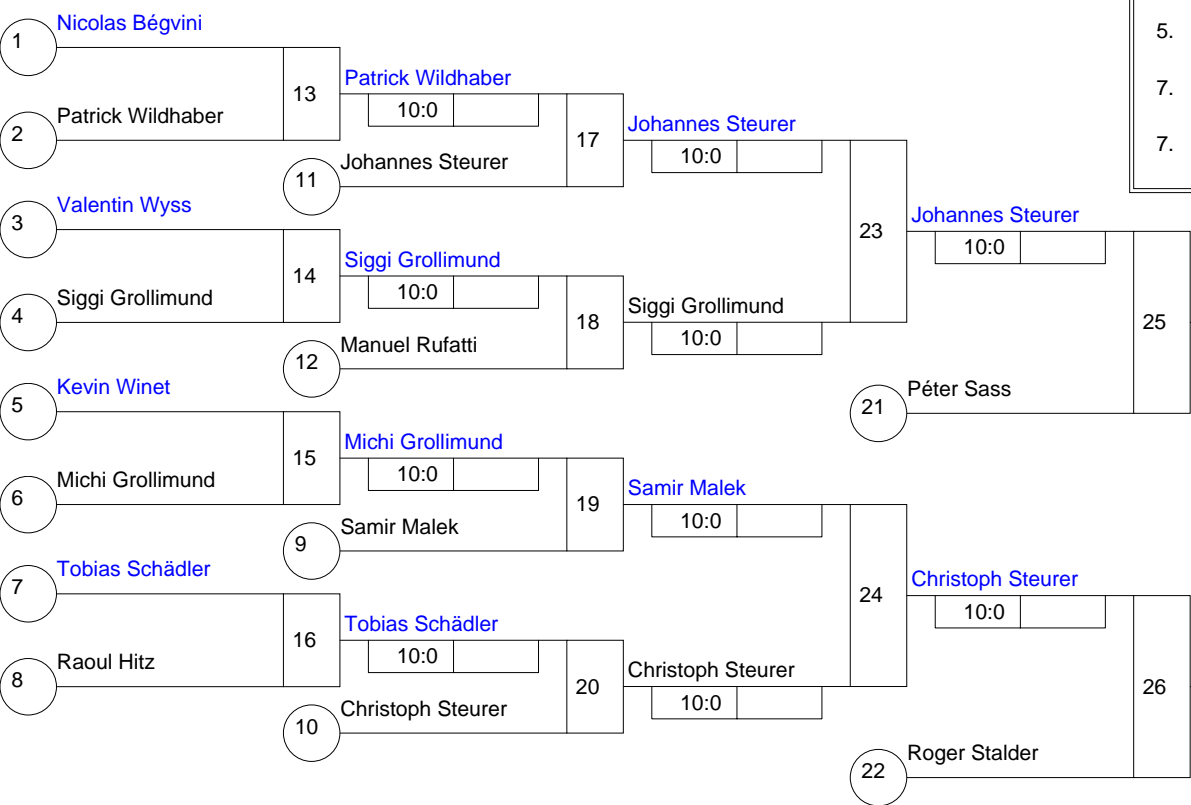 Nicolas Bégvini
1
5.
13
Patrick Wildhaber
10:0
7.
2
Patrick Wildhaber
17
Johannes Steurer
10:0
7.
11
Johannes Steurer
3
Valentin Wyss
23
Johannes Steurer
10:0
14
Siggi Grollimund
10:0
4
Siggi Grollimund
18
Siggi Grollimund
10:0
25
12
Manuel Rufatti
5
Kevin Winet
21
Péter Sass
15
Michi Grollimund
10:0
6
Michi Grollimund
19
Samir Malek
10:0
9
Samir Malek
7
Tobias Schädler
24
Christoph Steurer
10:0
16
Tobias Schädler
10:0
8
Raoul Hitz
20
Christoph Steurer
10:0
26
10
Christoph Steurer
22
Roger Stalder